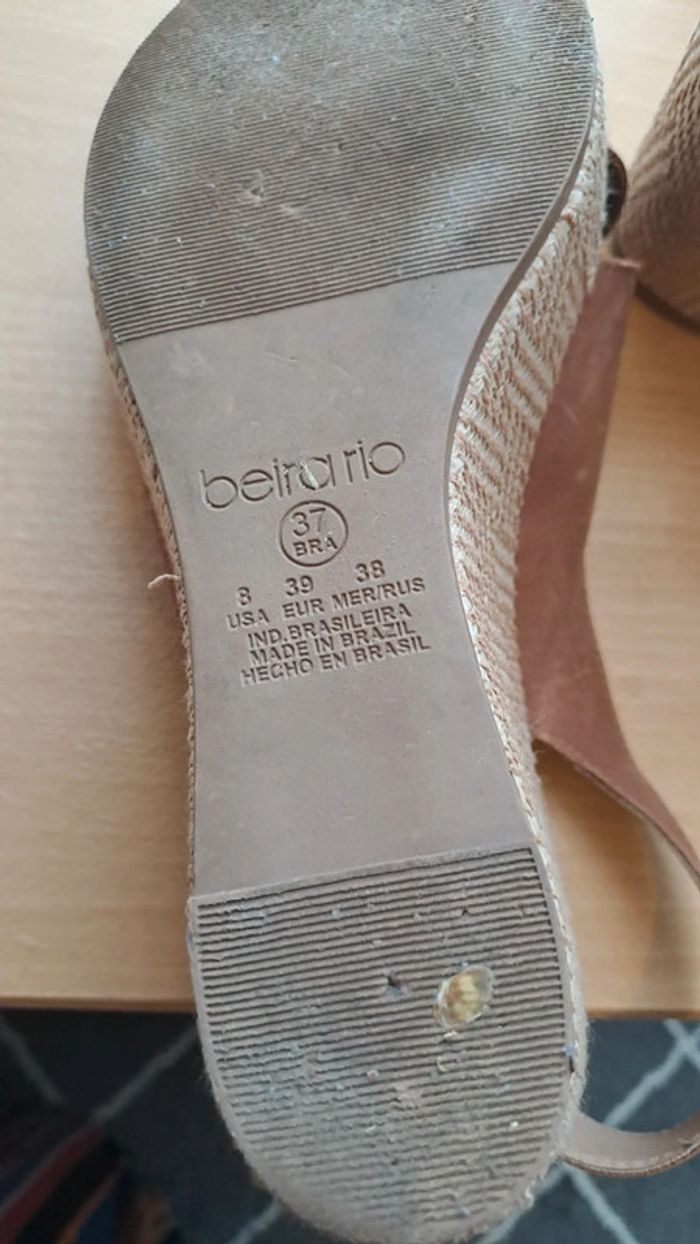 beira rio
37
BRA
8 39 38
USA EUR MER/RUS
IND.BRASILEIRA
MADE IN BRAZIL
HECHO EN BRASIL